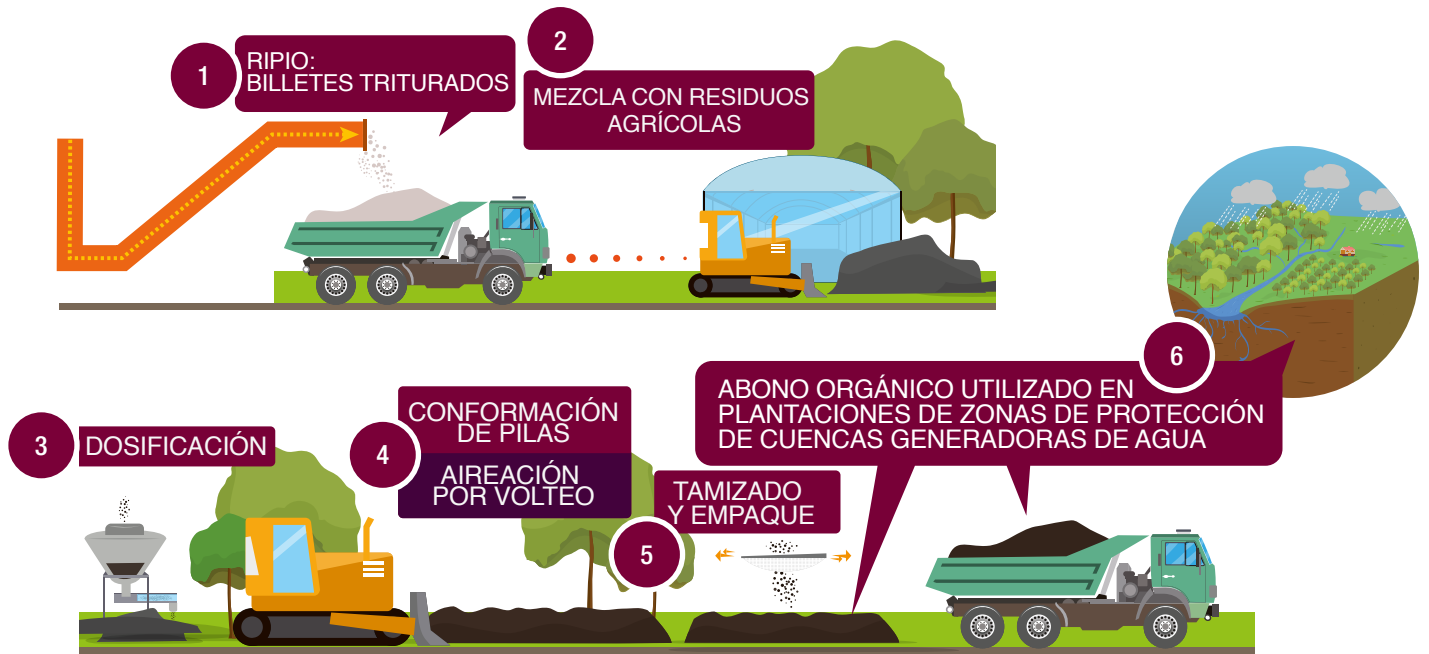 1
RIPIO:
BILLETES TRITURADOS
2
MEZCLA CON RESIDUOS
AGRÍCOLAS
3
DOSIFICACIÓN
4
CONFORMACIÓN
DE PILAS
AIREACIÓN
POR VOLTEO
5
TAMIZADO
Y EMPAQUE
6
ABONO ORGÁNICO UTILIZADO EN
PLANTACIONES DE ZONAS DE PROTECCIÓN
DE CUENCAS GENERADORAS DE AGUA